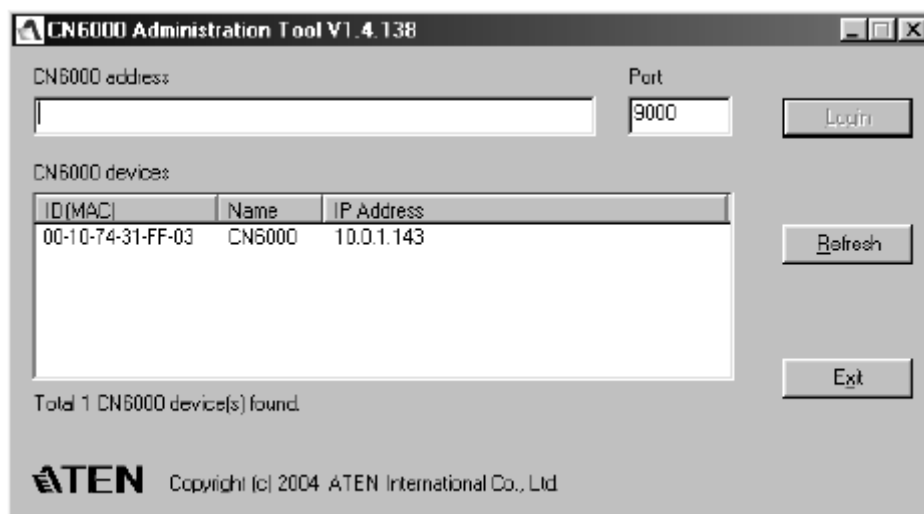 CN6000 Administration Tool V1.4.138
CN6000 address
Port
9000
Login
CN6000 devices
ID(MAC) Name IP Address
00-10-74-31-FF-03 CN6000 10.0.1.143
Refresh
Exit
Total 1 CN6000 device(s) found.
ATEN Copyright (c) 2004 ATEN International Co., Ltd.